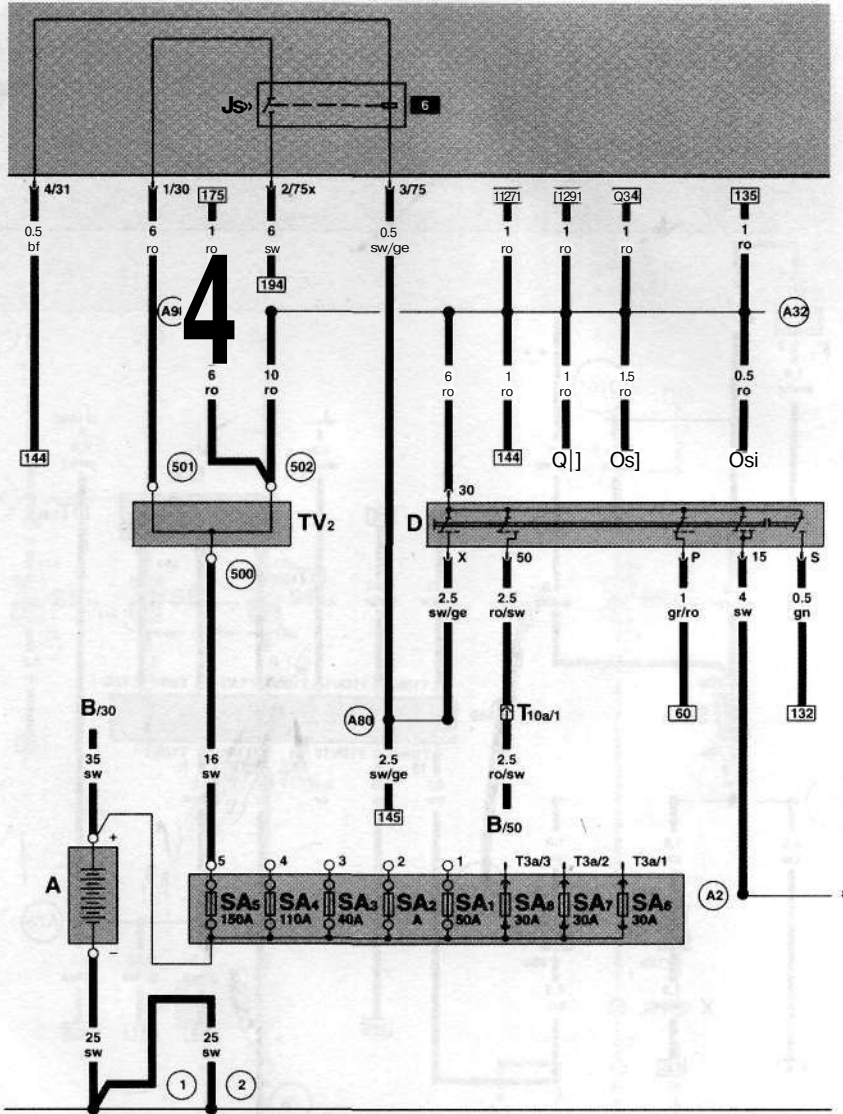 Js»
6
4/31
1/30
175
2/75x
3/75
11271
[1291
Q34
135
0.5
bf
6
ro
1
ro
6
sw
0.5
sw/ge
1
ro
1
ro
1
ro
1
ro
194
4
A32
6
ro
10
ro
6
ro
1
ro
1
ro
1.5
ro
0.5
ro
144
501
502
144
Q|]
Os]
Osi
30
TV2
D
500
X
50
P
15
S
2.5
sw/ge
2.5
ro/sw
1
gr/ro
4
sw
0.5
gn
B/30
A80
T10a/1
60
132
35
sw
16
sw
2.5
sw/ge
2.5
ro/sw
145
B/50
+
5
4
3
2
1
T3a/3
T3a/2
T3a/1
A
SA5
150A
SA4
110A
SA3
40A
SA2
A
SA1
50A
SA8
30A
SA7
30A
SA6
30A
A2
–
25
sw
25
sw
1
2